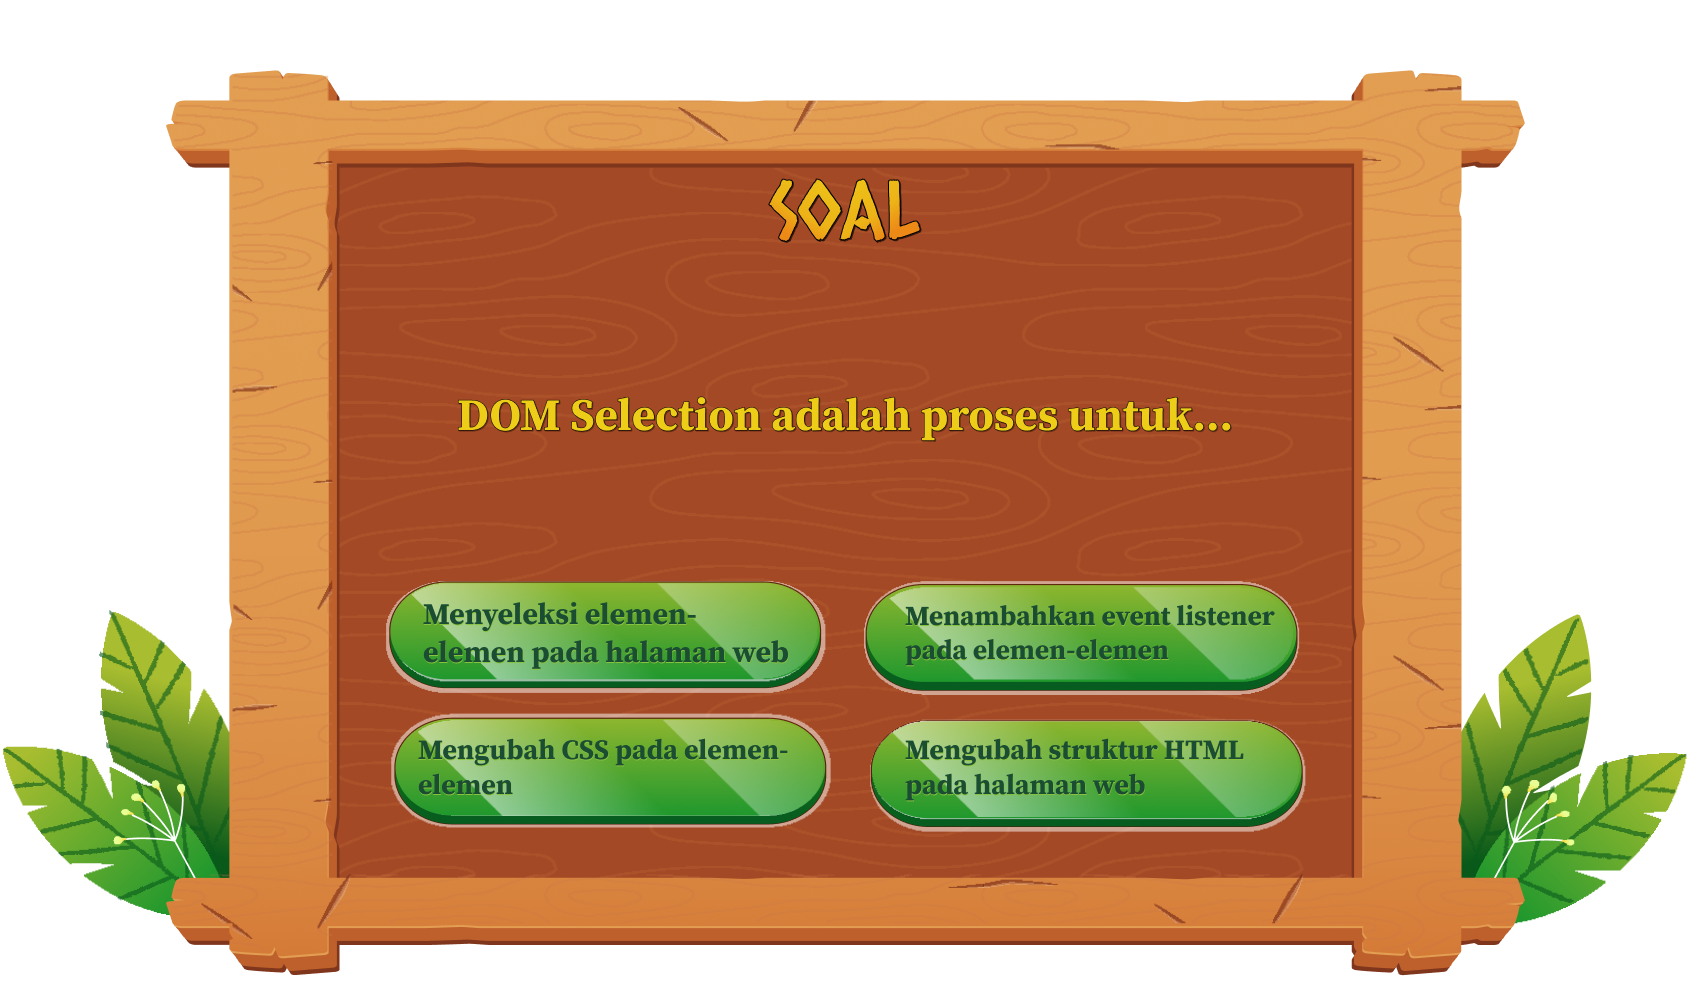 SOAL
DOM Selection adalah proses untuk...
Menyeleksi elemen-
elemen pada halaman web
Menambahkan event listener
pada elemen-elemen
Mengubah CSS pada elemen-
elemen
Mengubah struktur HTML
pada halaman web